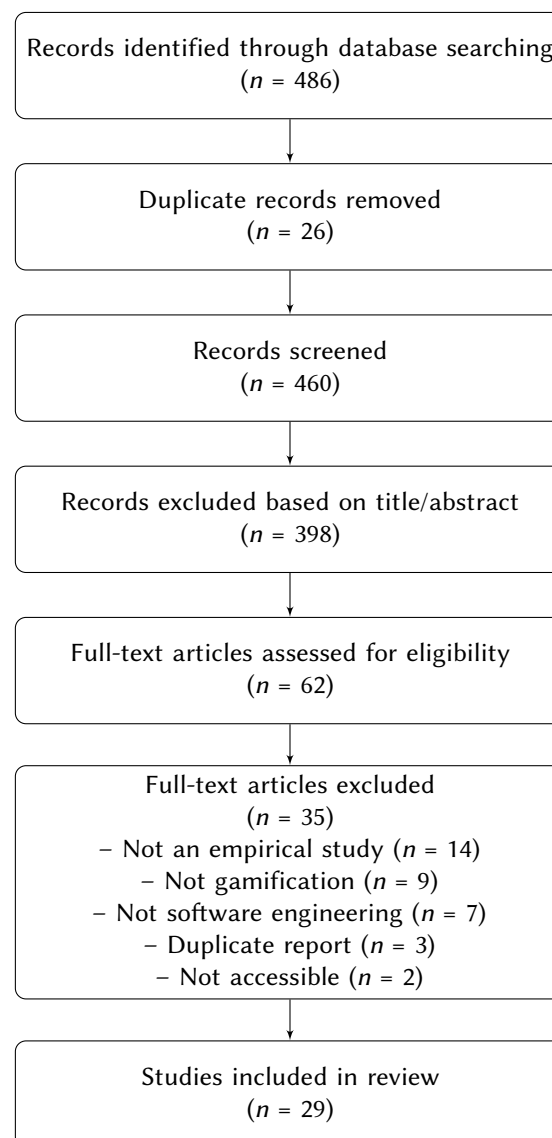 Records identified through database searching
(n = 486)
Duplicate records removed
(n = 26)
Records screened
(n = 460)
Records excluded based on title/abstract
(n = 398)
Full-text articles assessed for eligibility
(n = 62)
Full-text articles excluded
(n = 35)
– Not an empirical study (n = 14)
– Not gamification (n = 9)
– Not software engineering (n = 7)
– Duplicate report (n = 3)
– Not accessible (n = 2)
Studies included in review
(n = 29)